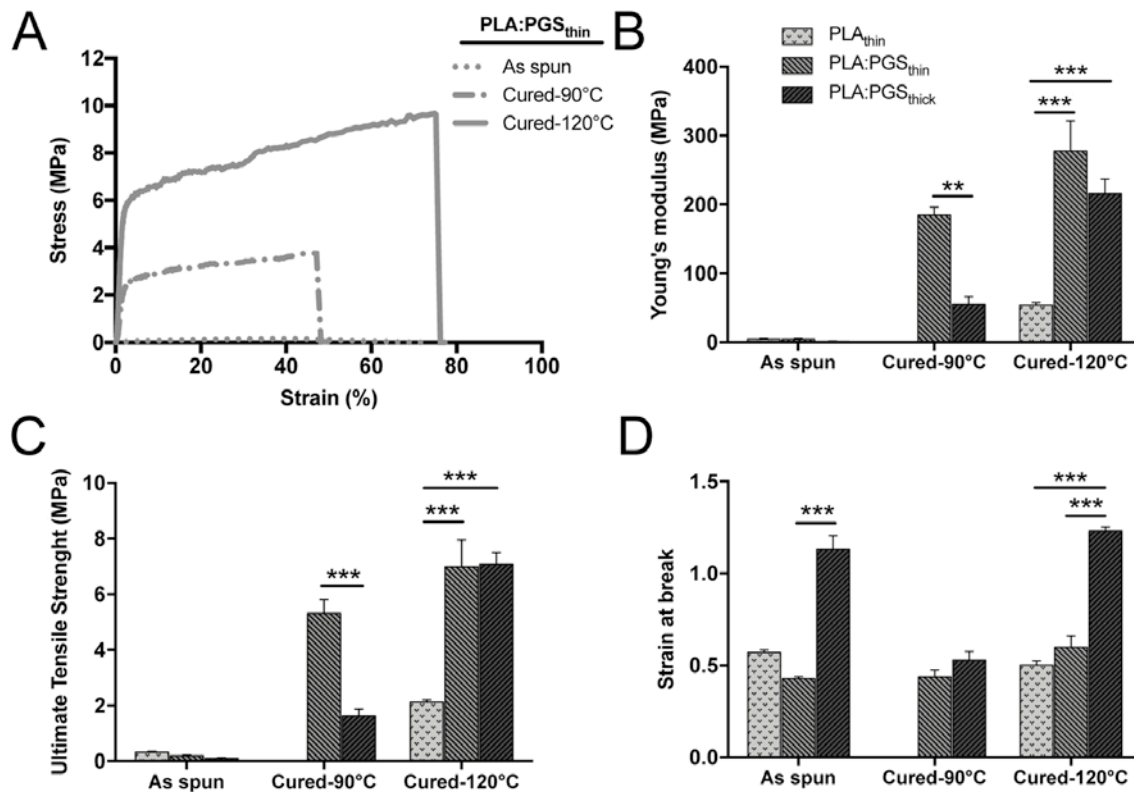 A
PLA:PGSthin
As spun
Cured-90°C
Cured-120°C
12
10
8
6
4
2
0
Stress (MPa)
0 20 40 60 80 100
Strain (%)
B
PLAthin
PLA:PGSthin
PLA:PGSthick
400
300
200
100
0
Young's modulus (MPa)
**
***
***
As spun Cured-90°C Cured-120°C
C
10
8
6
4
2
0
Ultimate Tensile Strenght (MPa)
***
***
***
As spun Cured-90°C Cured-120°C
D
1.5
1.0
0.5
0.0
Strain at break
***
***
***
As spun Cured-90°C Cured-120°C